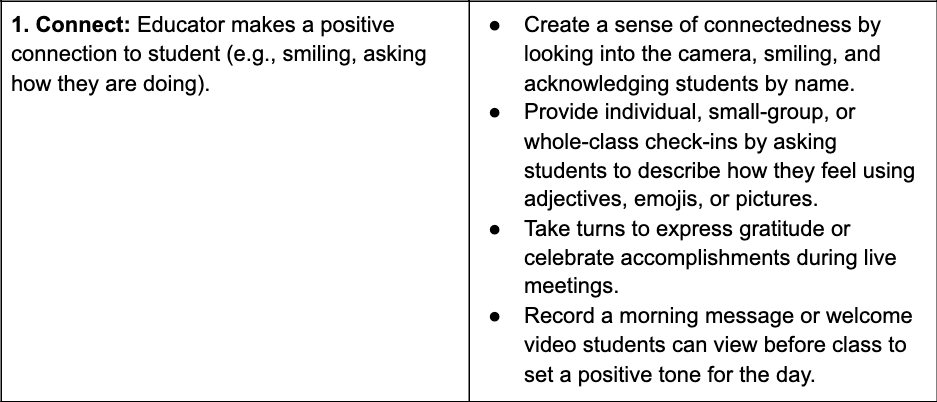 1. Connect: Educator makes a positive
connection to student (e.g., smiling, asking
how they are doing).
● Create a sense of connectedness by
looking into the camera, smiling, and
acknowledging students by name.
● Provide individual, small-group, or
whole-class check-ins by asking
students to describe how they feel using
adjectives, emojis, or pictures.
● Take turns to express gratitude or
celebrate accomplishments during live
meetings.
● Record a morning message or welcome
video students can view before class to
set a positive tone for the day.